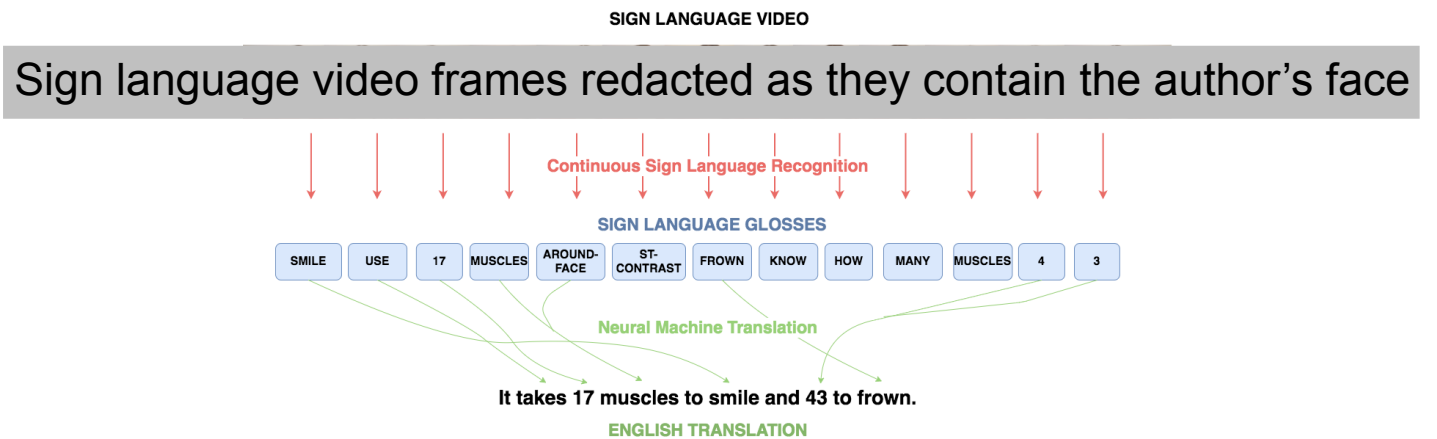 SIGN LANGUAGE VIDEO
Sign language video frames redacted as they contain the author's face
Continuous Sign Language Recognition
SIGN LANGUAGE GLOSSES
SMILE
USE
17
MUSCLES
AROUND-
FACE
ST-
CONTRAST
FROWN
KNOW
HOW
MANY
MUSCLES
4
3
Neural Machine Translation
It takes 17 muscles to smile and 43 to frown.
ENGLISH TRANSLATION